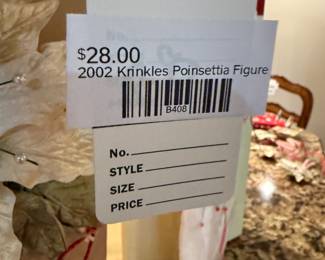 $28.00
2002 Krinkles Poinsettia Figure
B408
No.
STYLE
SIZE
PRICE